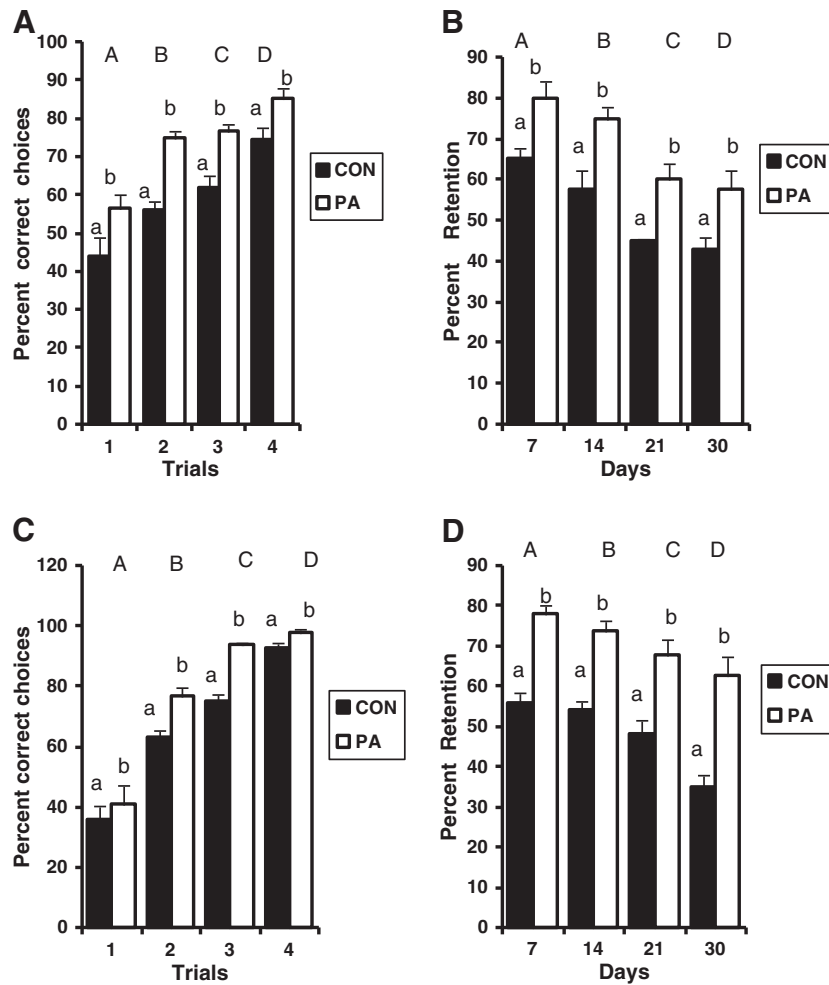 A
Percent correct choices
100
90
80
70
60
50
40
30
20
10
0
A B C D
a b a b a b a b
1 2 3 4
Trials
CON
PA
B
Percent Retention
90
80
70
60
50
40
30
20
10
0
A B C D
a b a b a b a b
7 14 21 30
Days
CON
PA
C
Percent correct choices
120
100
80
60
40
20
0
A B C D
a b a b a b a b
1 2 3 4
Trials
CON
PA
D
Percent Retention
90
80
70
60
50
40
30
20
10
0
A B C D
a b a b a b a b
7 14 21 30
Days
CON
PA